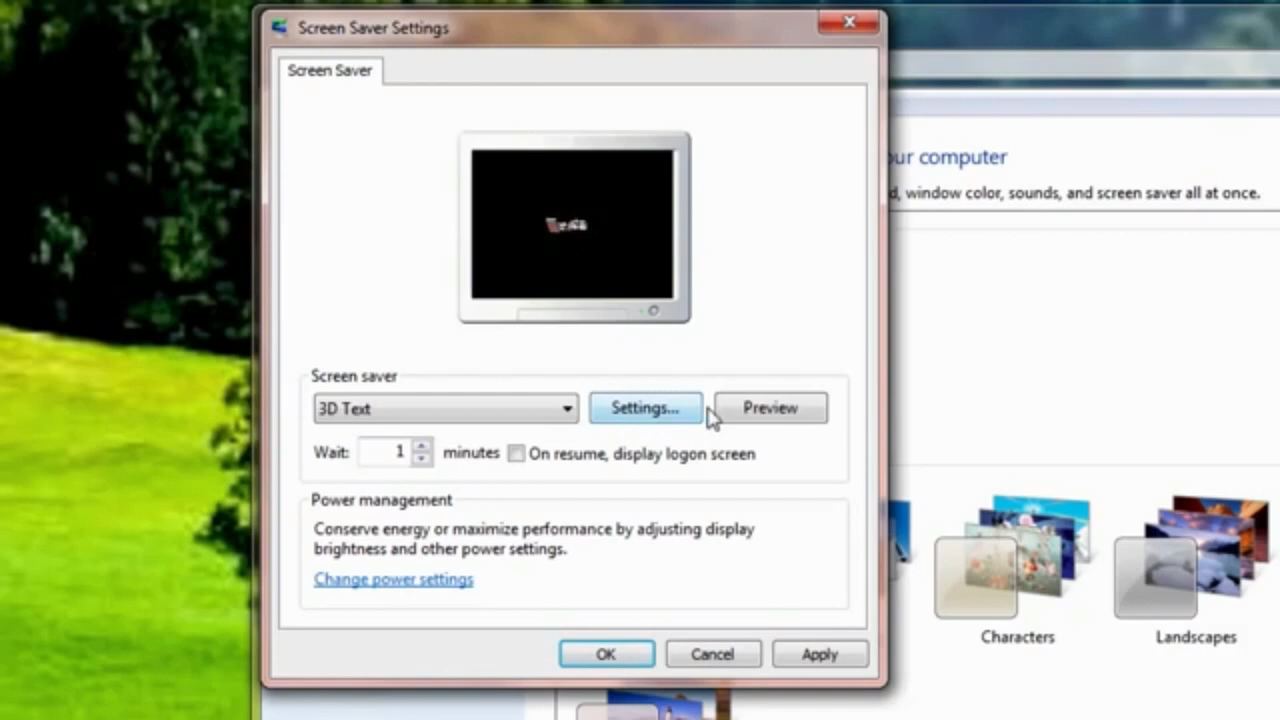 Screen Saver Settings
Screen Saver
our computer
d, window color, sounds, and screen saver all at once.
Screen saver
3D Text
Settings...
Preview
Wait:
1
minutes
On resume, display logon screen
Power management
Conserve energy or maximize performance by adjusting display
brightness and other power settings.
Change power settings
Characters
Landscapes
OK
Cancel
Apply